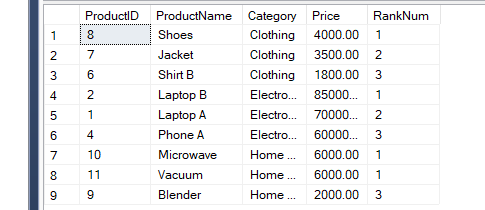 ProductID ProductName Category Price RankNum
1 8 Shoes Clothing 4000.00 1
2 7 Jacket Clothing 3500.00 2
3 6 Shirt B Clothing 1800.00 3
4 2 Laptop B Electro... 85000... 1
5 1 Laptop A Electro... 70000... 2
6 4 Phone A Electro... 60000... 3
7 10 Microwave Home ... 6000.00 1
8 11 Vacuum Home ... 6000.00 1
9 9 Blender Home ... 2000.00 3